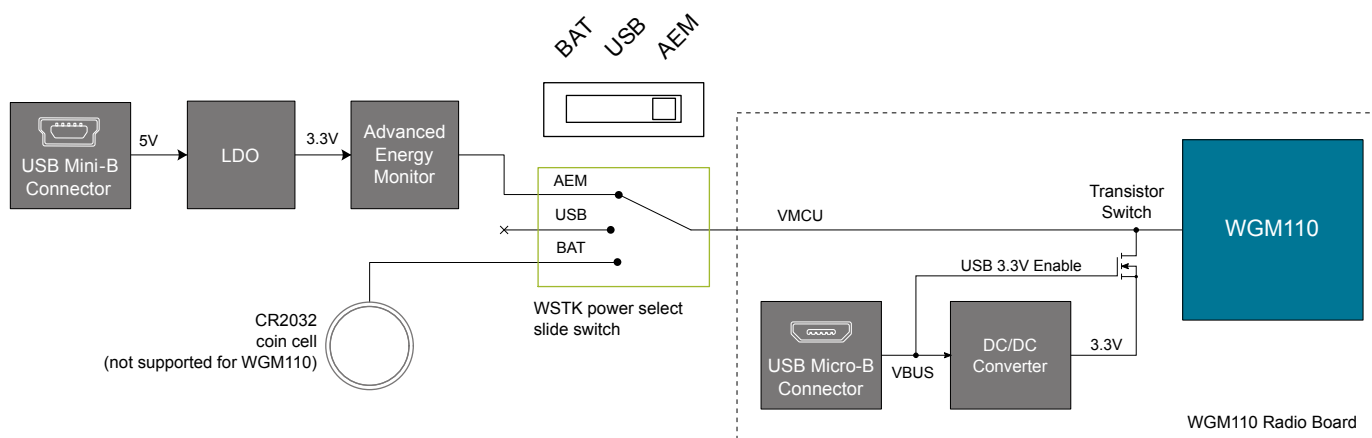 BAT
USB
AEM
USB Mini-B
Connector
5V
LDO
3.3V
Advanced
Energy
Monitor
AEM
USB
BAT
WSTK power select
slide switch
CR2032
coin cell
(not supported for WGM110)
VMCU
Transistor
Switch
WGM110
USB 3.3V Enable
USB Micro-B
Connector
VBUS
DC/DC
Converter
3.3V
WGM110 Radio Board